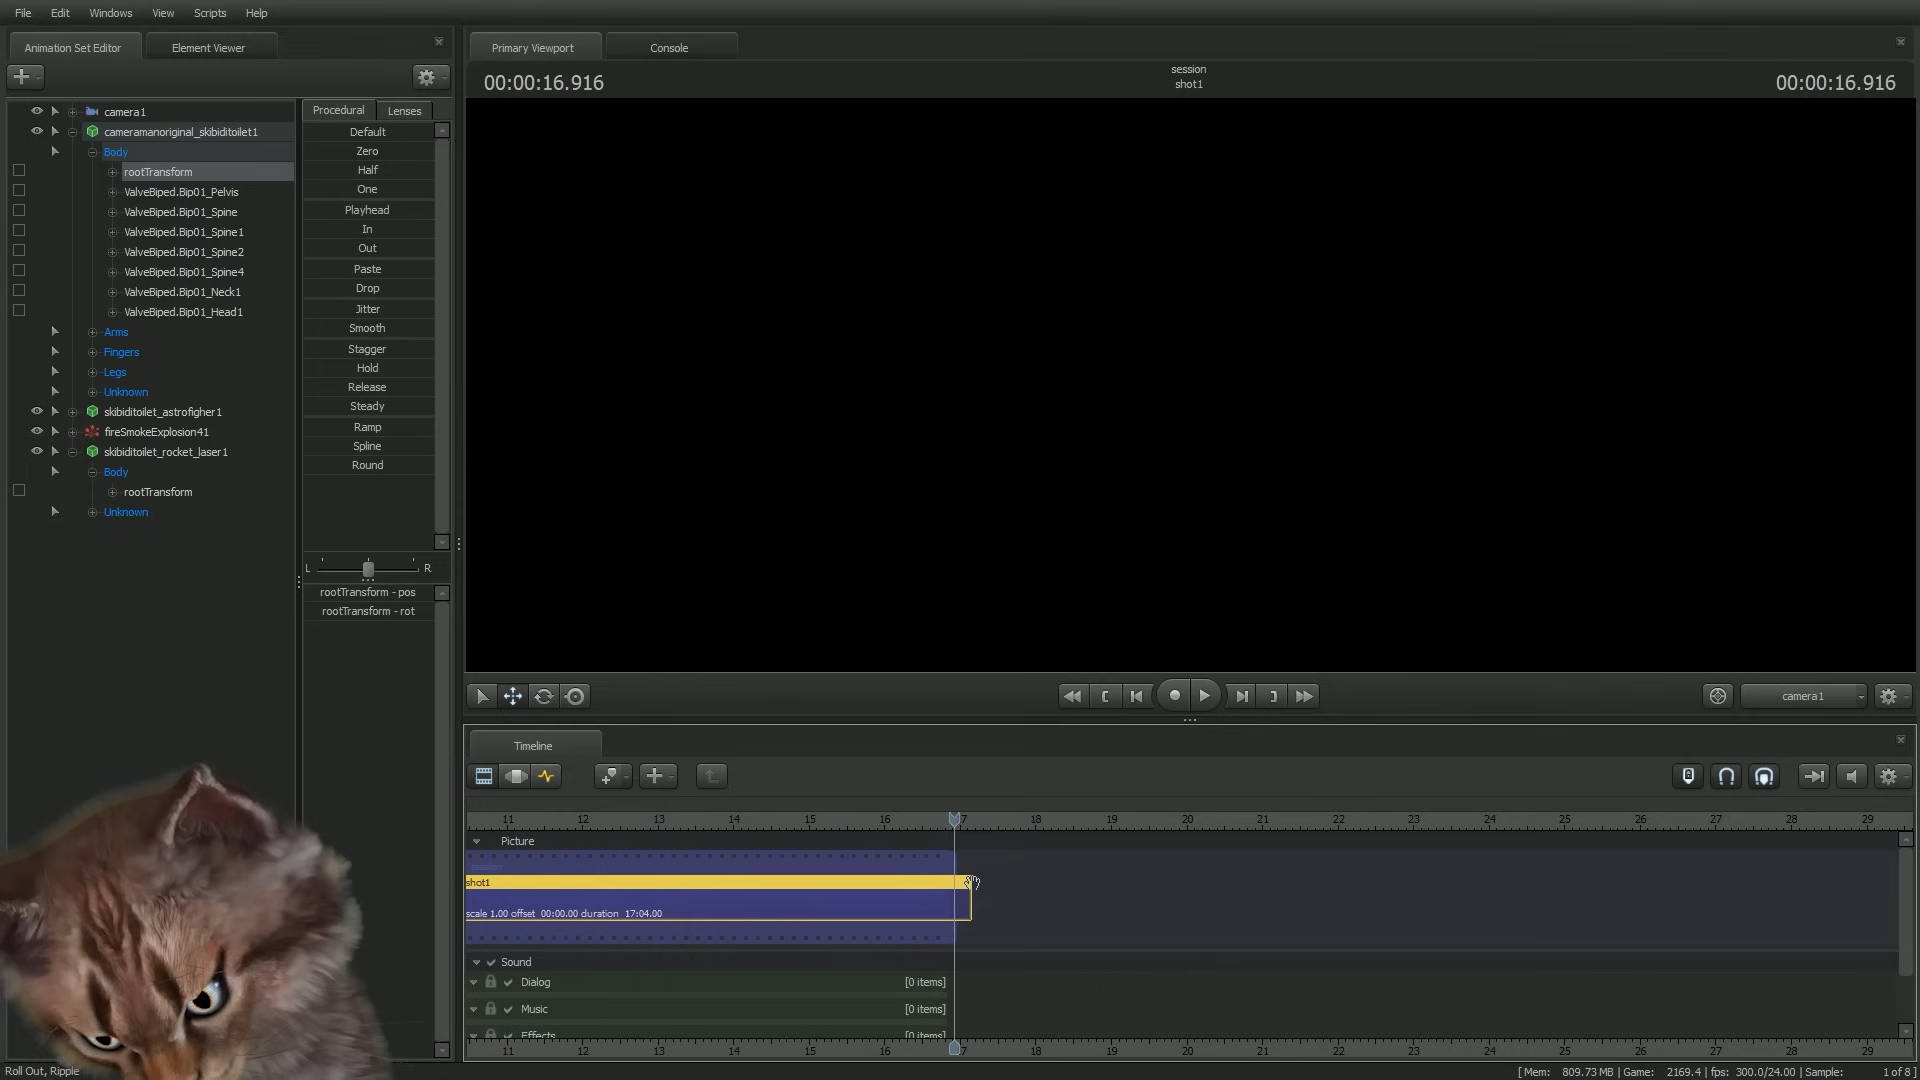 File Edit Windows View Scripts Help
Animation Set Editor Element Viewer
Primary Viewport Console
00:00:16.916
session
shot1
00:00:16.916
camera1
cameramanoriginal_skibiditoilet1
Body
rootTransform
ValveBiped.Bip01_Pelvis
ValveBiped.Bip01_Spine
ValveBiped.Bip01_Spine1
ValveBiped.Bip01_Spine2
ValveBiped.Bip01_Spine4
ValveBiped.Bip01_Neck1
ValveBiped.Bip01_Head1
Arms
Fingers
Legs
Unknown
skibiditoilet_astrofigher1
fireSmokeExplosion41
skibiditoilet_rocket_laser1
Body
rootTransform
Unknown
Procedural Lenses
Default
Zero
Half
One
Playhead
In
Out
Paste
Drop
Jitter
Smooth
Stagger
Hold
Release
Steady
Ramp
Spline
Round
L R
rootTransform - pos
rootTransform - rot
camera1
Timeline
11 12 13 14 15 16 7 18 19 20 21 22 23 24 25 26 27 28 29
Picture
shot1
scale 1.00 offset 00:00.00 duration 17:04.00
Sound
Dialog [0 items]
Music [0 items]
Effects [0 items]
11 12 13 14 15 16 7 18 19 20 21 22 23 24 25 26 27 28 29
Roll Out, Ripple
[ Mem: 809.73 MB | Game: 2169.4 | fps: 300.0/24.00 | Sample: 1 of 8 ]